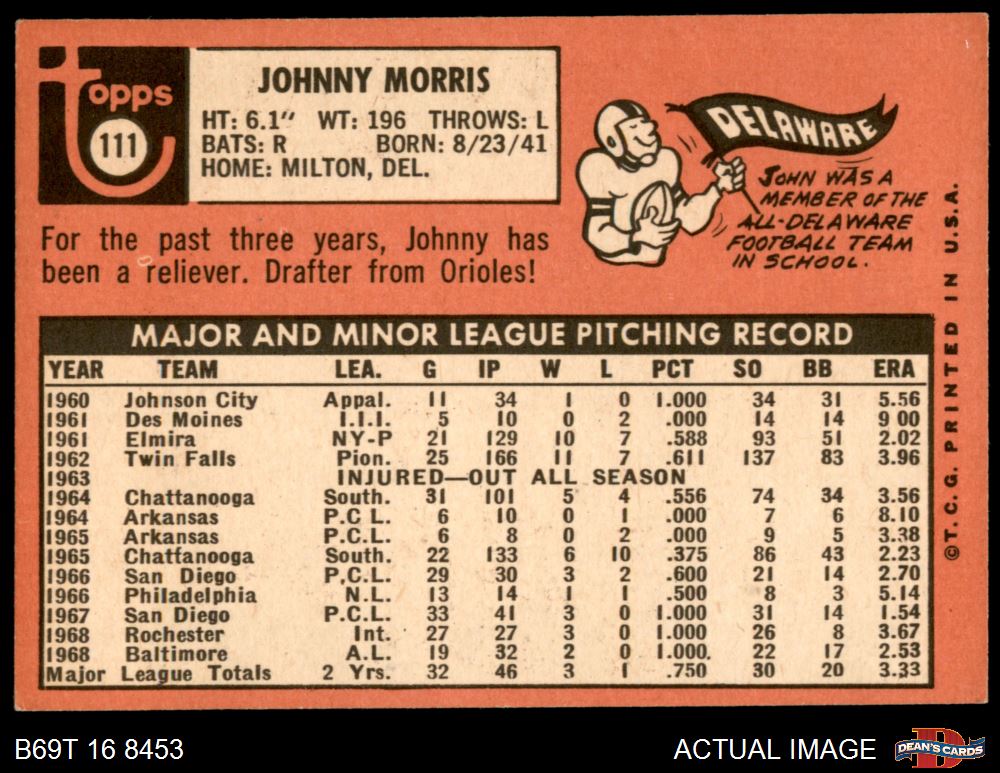 topps
111
JOHNNY MORRIS
HT: 6.1" WT: 196 THROWS: L
BATS: R BORN: 8/23/41
HOME: MILTON, DEL.
DELAWARE
JOHN WAS A
MEMBER OF THE
ALL-DELAWARE
FOOTBALL TEAM
IN SCHOOL.
For the past three years, Johnny has
been a reliever. Drafter from Orioles!
MAJOR AND MINOR LEAGUE PITCHING RECORD
YEAR TEAM LEA. G IP W L PCT SO BB ERA
1960 Johnson City Appal. 11 34 1 0 1.000 34 31 5.56
1961 Des Moines I.I.I. 5 10 0 2 .000 14 14 9 00
1961 Elmira NY-P 21 129 10 7 .588 93 51 2.02
1962 Twin Falls Pion. 25 166 11 7 .611 137 83 3.96
1963 INJURED—OUT ALL SEASON
1964 Chattanooga South. 31 101 5 4 .556 74 34 3.56
1964 Arkansas P.C L. 6 10 0 1 .000 7 6 8.10
1965 Arkansas P.C.L. 6 8 0 2 .000 9 5 3.38
1965 Chattanooga South. 22 133 6 10 .375 86 43 2.23
1966 San Diego P.C.L. 29 30 3 2 .600 21 14 2.70
1966 Philadelphia N.L. 13 14 1 1 .500 8 3 5.14
1967 San Diego P.C.L. 33 41 3 0 1.000 31 14 1.54
1968 Rochester Int. 27 27 3 0 1.000 26 8 3.67
1968 Baltimore A.L. 19 32 2 0 1.000. 22 17 2.53
Major League Totals 2 Yrs. 32 46 3 1 .750 30 20 3.33
©T.C.G. PRINTED IN U.S.A.
B69T 16 8453
ACTUAL IMAGE
D
DEAN'S CARDS